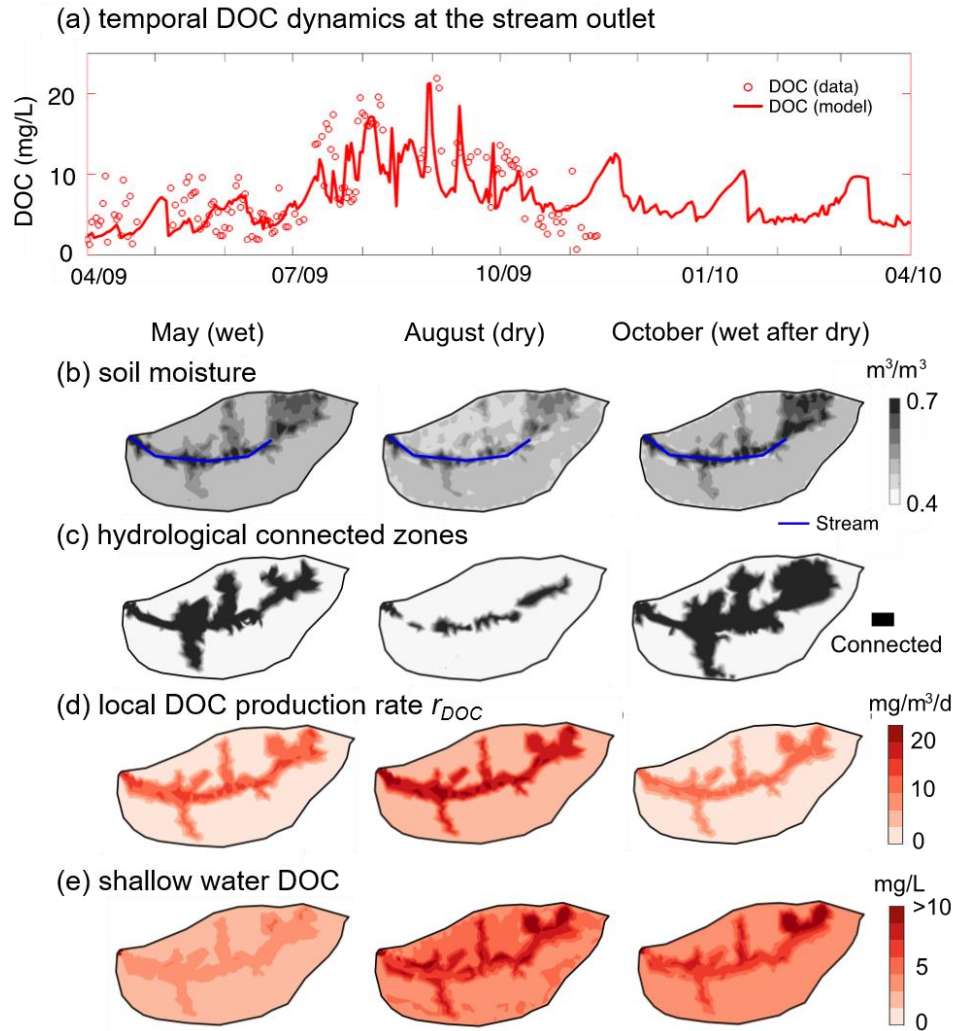 (a) temporal DOC dynamics at the stream outlet
DOC (mg/L)
20
10
0
DOC (data)
DOC (model)
04/09 07/09 10/09 01/10 04/10
May (wet) August (dry) October (wet after dry)
(b) soil moisture
m³/m³
0.7
0.4
Stream
(c) hydrological connected zones
Connected
(d) local DOC production rate r_DOC
mg/m³/d
20
10
0
(e) shallow water DOC
mg/L
>10
5
0